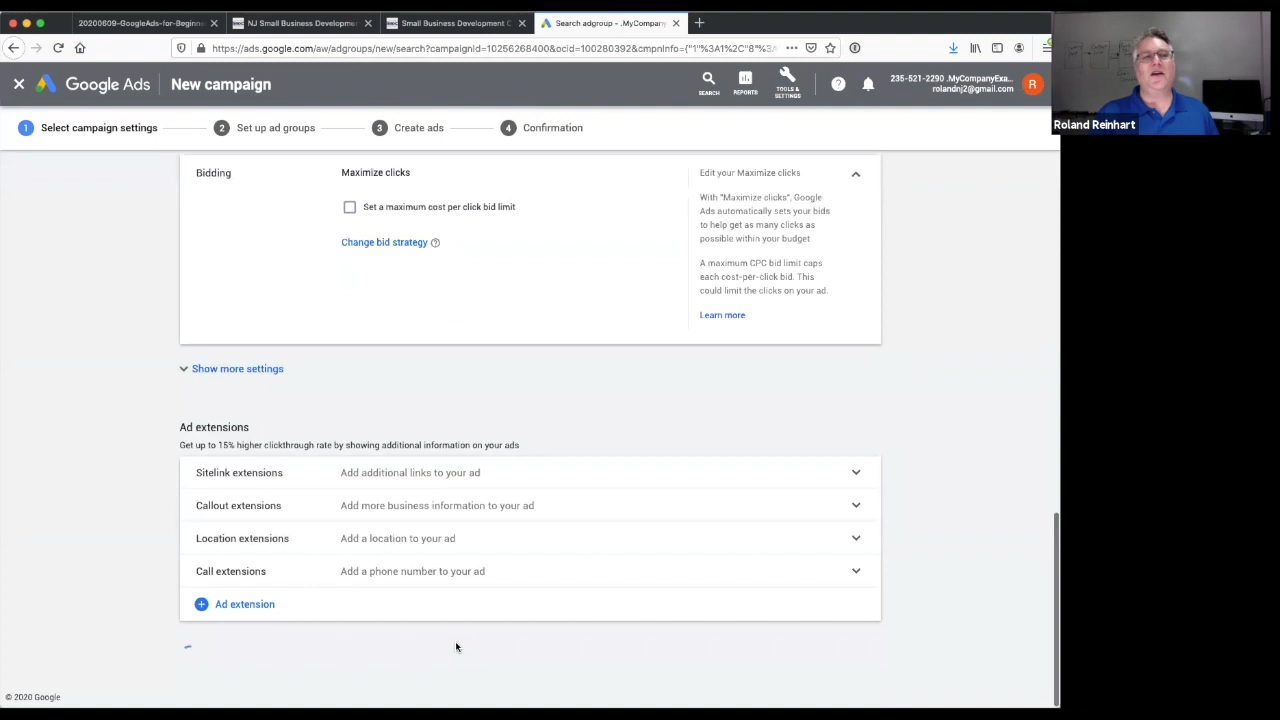 20200609-GoogleAds-for-Beginn
NJ Small Business Developme
Small Business Development C
Search adgroup - .MyCompany
https://ads.google.com/aw/adgroups/new/search?campaignId=10256268400&ocid=100280392&cmpnInfo={"1"%3A1%2C"8"%3
Google Ads
New campaign
SEARCH
REPORTS
TOOLS &
SETTINGS
235-521-2290 .MyCompanyExa...
rolandnj2@gmail.com
R
Roland Reinhart
1 Select campaign settings
2 Set up ad groups
3 Create ads
4 Confirmation
Bidding
Maximize clicks
Set a maximum cost per click bid limit
Change bid strategy
Edit your Maximize clicks
With "Maximize clicks", Google
Ads automatically sets your bids
to help get as many clicks as
possible within your budget
A maximum CPC bid limit caps
each cost-per-click bid. This
could limit the clicks on your ad.
Learn more
Show more settings
Ad extensions
Get up to 15% higher clickthrough rate by showing additional information on your ads
Sitelink extensions
Add additional links to your ad
Callout extensions
Add more business information to your ad
Location extensions
Add a location to your ad
Call extensions
Add a phone number to your ad
Ad extension
© 2020 Google